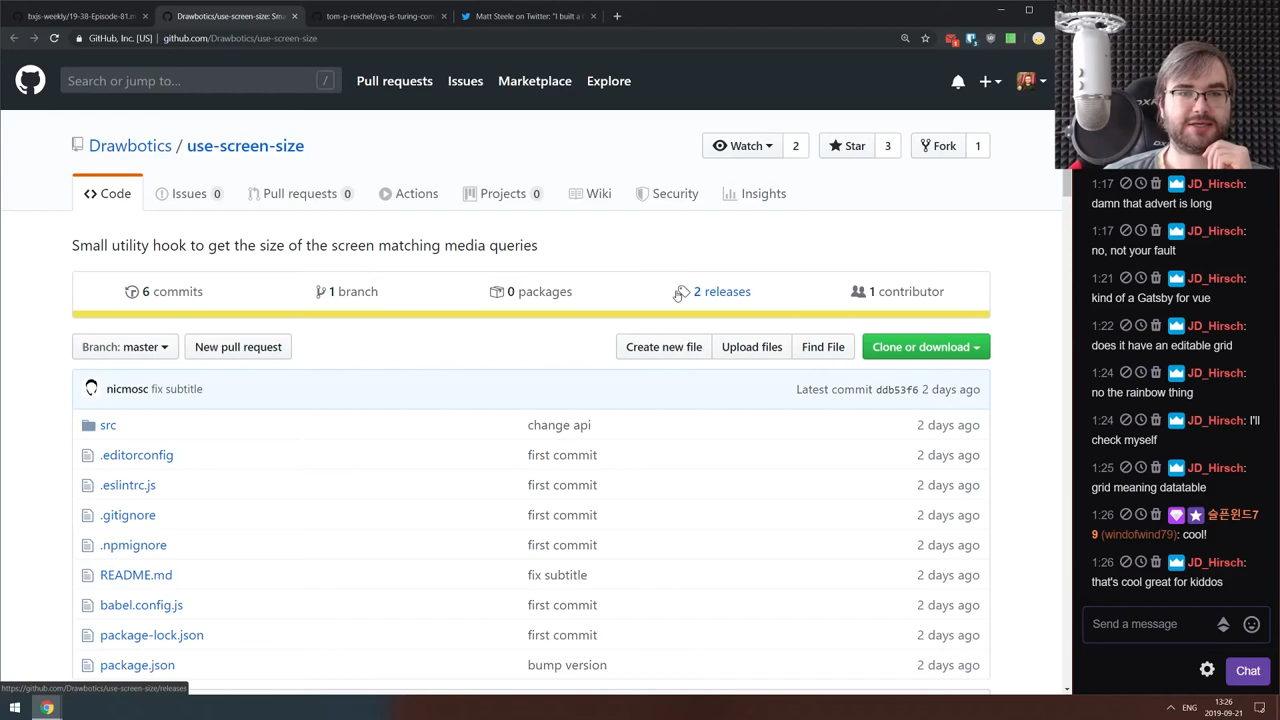 bxjs-weekly/19-38-Episode-81.m
Drawbotics/use-screen-size: Sma
tom-p-reichel/svg-is-turing-com
Matt Steele on Twitter: "I built a f
GitHub, Inc. [US]
github.com/Drawbotics/use-screen-size
Search or jump to...
/
Pull requests
Issues
Marketplace
Explore
Drawbotics / use-screen-size
Watch 2
Star 3
Fork 1
Code
Issues 0
Pull requests 0
Actions
Projects 0
Wiki
Security
Insights
Small utility hook to get the size of the screen matching media queries
6 commits
1 branch
0 packages
2 releases
1 contributor
Branch: master
New pull request
Create new file
Upload files
Find File
Clone or download
nicmosc fix subtitle
Latest commit ddb53f6 2 days ago
src change api 2 days ago
.editorconfig first commit 2 days ago
.eslintrc.js first commit 2 days ago
.gitignore first commit 2 days ago
.npmignore first commit 2 days ago
README.md fix subtitle 2 days ago
babel.config.js first commit 2 days ago
package-lock.json first commit 2 days ago
package.json bump version 2 days ago
https://github.com/Drawbotics/use-screen-size/releases
1:17 JD_Hirsch:
damn that advert is long
1:17 JD_Hirsch:
no, not your fault
1:21 JD_Hirsch:
kind of a Gatsby for vue
1:22 JD_Hirsch:
does it have an editable grid
1:24 JD_Hirsch:
no the rainbow thing
1:24 JD_Hirsch: I'll
check myself
1:25 JD_Hirsch:
grid meaning datatable
1:26 슬픈윈드7
9 (windofwind79): cool!
1:26 JD_Hirsch:
that's cool great for kiddos
Send a message
Chat
ENG
13:26
2019-09-21